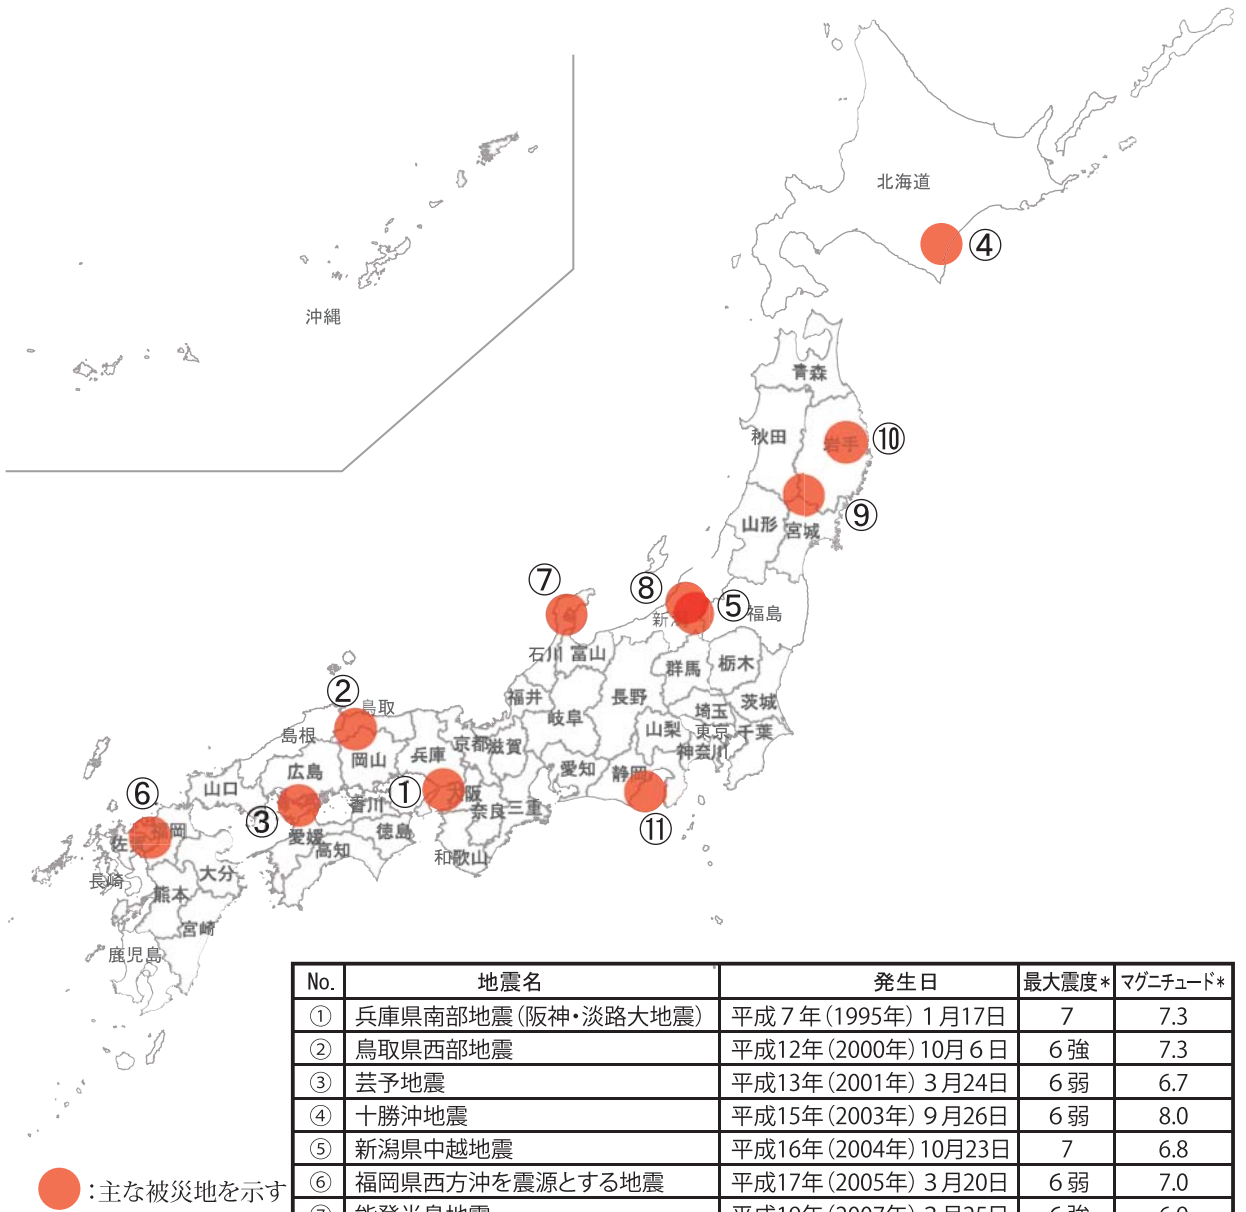 北海道
④
沖縄
青森
秋田
岩手
⑩
⑨
山形
宮城
⑦
⑧
⑤
新潟
福島
石川
富山
群馬
栃木
②
鳥取
福井
長野
茨城
島根
岐阜
埼玉
山梨
東京
千葉
京都
滋賀
兵庫
岡山
神奈川
広島
愛知
静岡
山口
⑥
①
大阪
香川
三重
奈良
③
⑪
福岡
佐賀
愛媛
徳島
高知
和歌山
大分
長崎
熊本
宮崎
鹿児島
No. 地震名 発生日 最大震度* マグニチュード*
① 兵庫県南部地震(阪神・淡路大地震) 平成7年(1995年)1月17日 7 7.3
② 鳥取県西部地震 平成12年(2000年)10月6日 6強 7.3
③ 芸予地震 平成13年(2001年)3月24日 6弱 6.7
④ 十勝沖地震 平成15年(2003年)9月26日 6弱 8.0
⑤ 新潟県中越地震 平成16年(2004年)10月23日 7 6.8
⑥ 福岡県西方沖を震源とする地震 平成17年(2005年)3月20日 6弱 7.0
:主な被災地を示す